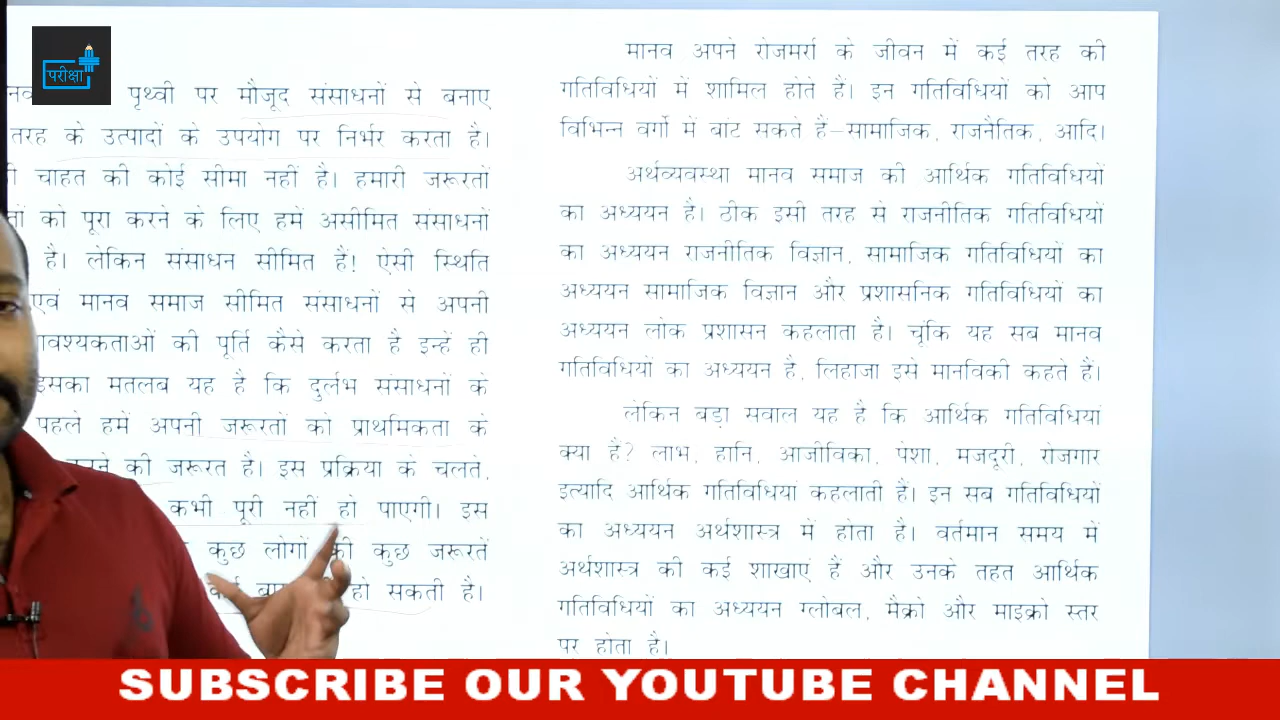 परीक्षा
पृथ्वी पर मौजूद संसाधनों से बनाए
तरह के उत्पादों के उपयोग पर निर्भर करता है।
चाहत की कोई सीमा नहीं है। हमारी जरूरतों
को पूरा करने के लिए हमें असीमित संसाधनों
है। लेकिन संसाधन सीमित हैं! ऐसी स्थिति
एवं मानव समाज सीमित संसाधनों से अपनी
की पूर्ति कैसे करता है इन्हें ही
इसका मतलब यह है कि दुर्लभ संसाधनों के
पहले हमें अपनी जरूरतों को प्राथमिकता के
करने की जरूरत है। इस प्रक्रिया के चलते,
कभी पूरी नहीं हो पाएगी। इस
कुछ लोगों की कुछ जरूरतें
हो सकती है।
मानव अपने रोजमर्रा के जीवन में कई तरह की
गतिविधियों में शामिल होते हैं। इन गतिविधियों को आप
विभिन्न वर्गो में बांट सकते हैं–सामाजिक, राजनैतिक, आदि।
अर्थव्यवस्था मानव समाज की आर्थिक गतिविधियों
का अध्ययन है। ठीक इसी तरह से राजनीतिक गतिविधियों
का अध्ययन राजनीतिक विज्ञान, सामाजिक गतिविधियों का
अध्ययन सामाजिक विज्ञान और प्रशासनिक गतिविधियों का
अध्ययन लोक प्रशासन कहलाता है। चूंकि यह सब मानव
गतिविधियों का अध्ययन है, लिहाजा इसे मानविकी कहते हैं।
लेकिन बड़ा सवाल यह है कि आर्थिक गतिविधियां
क्या हैं? लाभ, हानि, आजीविका, पेशा, मजदूरी, रोजगार
इत्यादि आर्थिक गतिविधियां कहलाती हैं। इन सब गतिविधियों
का अध्ययन अर्थशास्त्र में होता है। वर्तमान समय में
अर्थशास्त्र की कई शाखाएं हैं और उनके तहत आर्थिक
गतिविधियों का अध्ययन ग्लोबल, मैक्रो और माइक्रो स्तर
पर होता है।
SUBSCRIBE OUR YOUTUBE CHANNEL